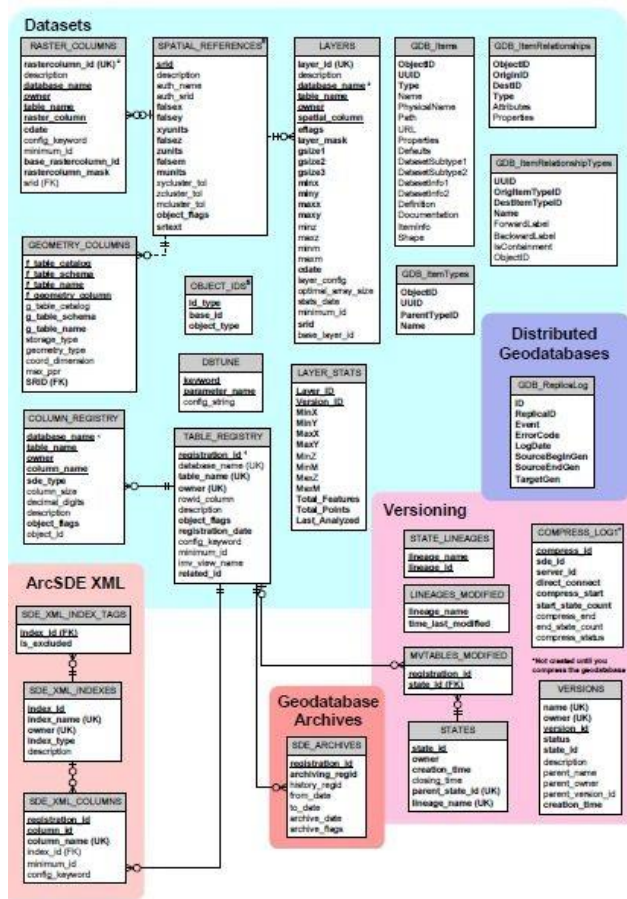 Datasets
RASTER_COLUMNS
rastercolumn_id (UK)*
description
database_name
owner
table_name
raster_column
cdate
config_keyword
minimum_id
base_rastercolumn_id
rastercolumn_mask
srid (FK)
SPATIAL_REFERENCES
srid
description
auth_name
auth_srid
falsex
falsey
xyunits
falsez
zunits
falsem
munits
xycluster_tol
zcluster_tol
mcluster_tol
object_flags
srtext
LAYERS
layer_id (UK)
description
database_name *
table_name
owner
spatial_column
eflags
layer_mask
gsize1
gsize2
gsize3
minx
miny
maxx
maxy
minz
maxz
minm
maxm
cdate
layer_config
optimal_array_size
stats_date
minimum_id
srid
base_layer_id
GDB_Items
ObjectID
UUID
Type
Name
PhysicalName
Path
URL
Properties
Defaults
DatasetSubtype1
DatasetSubtype2
DatasetInfo1
DatasetInfo2
Definition
Documentation
ItemInfo
Shape
GDB_ItemRelationships
ObjectID
OriginID
DestID
Type
Attributes
Properties
GDB_ItemRelationshipTypes
UUID
OrigItemTypeID
DestItemTypeID
Name
ForwardLabel
BackwardLabel
IsContainment
ObjectID
GEOMETRY_COLUMNS
f_table_catalog
f_table_schema
f_table_name
f_geometry_column
g_table_catalog
g_table_schema
g_table_name
storage_type
geometry_type
coord_dimension
max_ppr
SRID (FK)
OBJECT_IDS
id_type
base_id
object_type
GDB_ItemTypes
ObjectID
UUID
ParentTypeID
Name
DBTUNE
keyword
parameter_name
config_string
LAYER_STATS
Layer_ID
Version_ID
MinX
MinY
MaxX
MaxY
MinZ
MinM
MaxZ
MaxM
Total_Features
Total_Points
Last_Analyzed
Distributed
Geodatabases
GDB_ReplicaLog
ID
ReplicaID
Event
ErrorCode
LogDate
SourceBeginGen
SourceEndGen
TargetGen
COLUMN_REGISTRY
database_name *
table_name
owner
column_name
sde_type
column_size
decimal_digits
description
object_flags
object_id
TABLE_REGISTRY
registration_id *
database_name (UK)
table_name (UK)
owner (UK)
rowid_column
description
object_flags
registration_date
config_keyword
minimum_id
imv_view_name
related_id
Versioning
STATE_LINEAGES
lineage_name
lineage_id
COMPRESS_LOG1*
compress_id
sde_id
server_id
direct_connect
compress_start
start_state_count
compress_end
end_state_count
compress_status
LINEAGES_MODIFIED
lineage_name
time_last_modified
*Not created until you
compress the geodatabase
MVTABLES_MODIFIED
registration_id
state_id (FK)
STATES
state_id
owner
creation_time
closing_time
parent_state_id (UK)
lineage_name (UK)
VERSIONS
name (UK)
owner (UK)
version_id
status
state_id
description
parent_name
parent_owner
parent_version_id
creation_time
ArcSDE XML
SDE_XML_INDEX_TAGS
index_id (FK)
is_excluded
SDE_XML_INDEXES
index_id
index_name (UK)
owner (UK)
index_type
description
SDE_XML_COLUMNS
registration_id
column_id
column_name (UK)
index_id (FK)
minimum_id
config_keyword
Geodatabase
Archives
SDE_ARCHIVES
registration_id
archiving_regid
history_regid
from_date
to_date
archive_date
archive_flags